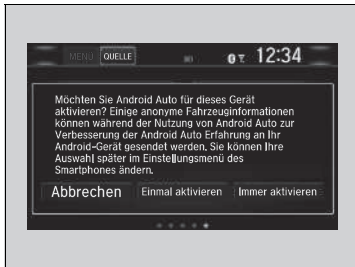 MENÜ QUELLE 12:34
Möchten Sie Android Auto für dieses Gerät
aktivieren? Einige anonyme Fahrzeuginformationen
können während der Nutzung von Android Auto zur
Verbesserung der Android Auto Erfahrung an Ihr
Android-Gerät gesendet werden. Sie können Ihre
Auswahl später im Einstellungsmenü des
Smartphones ändern.
Abbrechen Einmal aktivieren Immer aktivieren